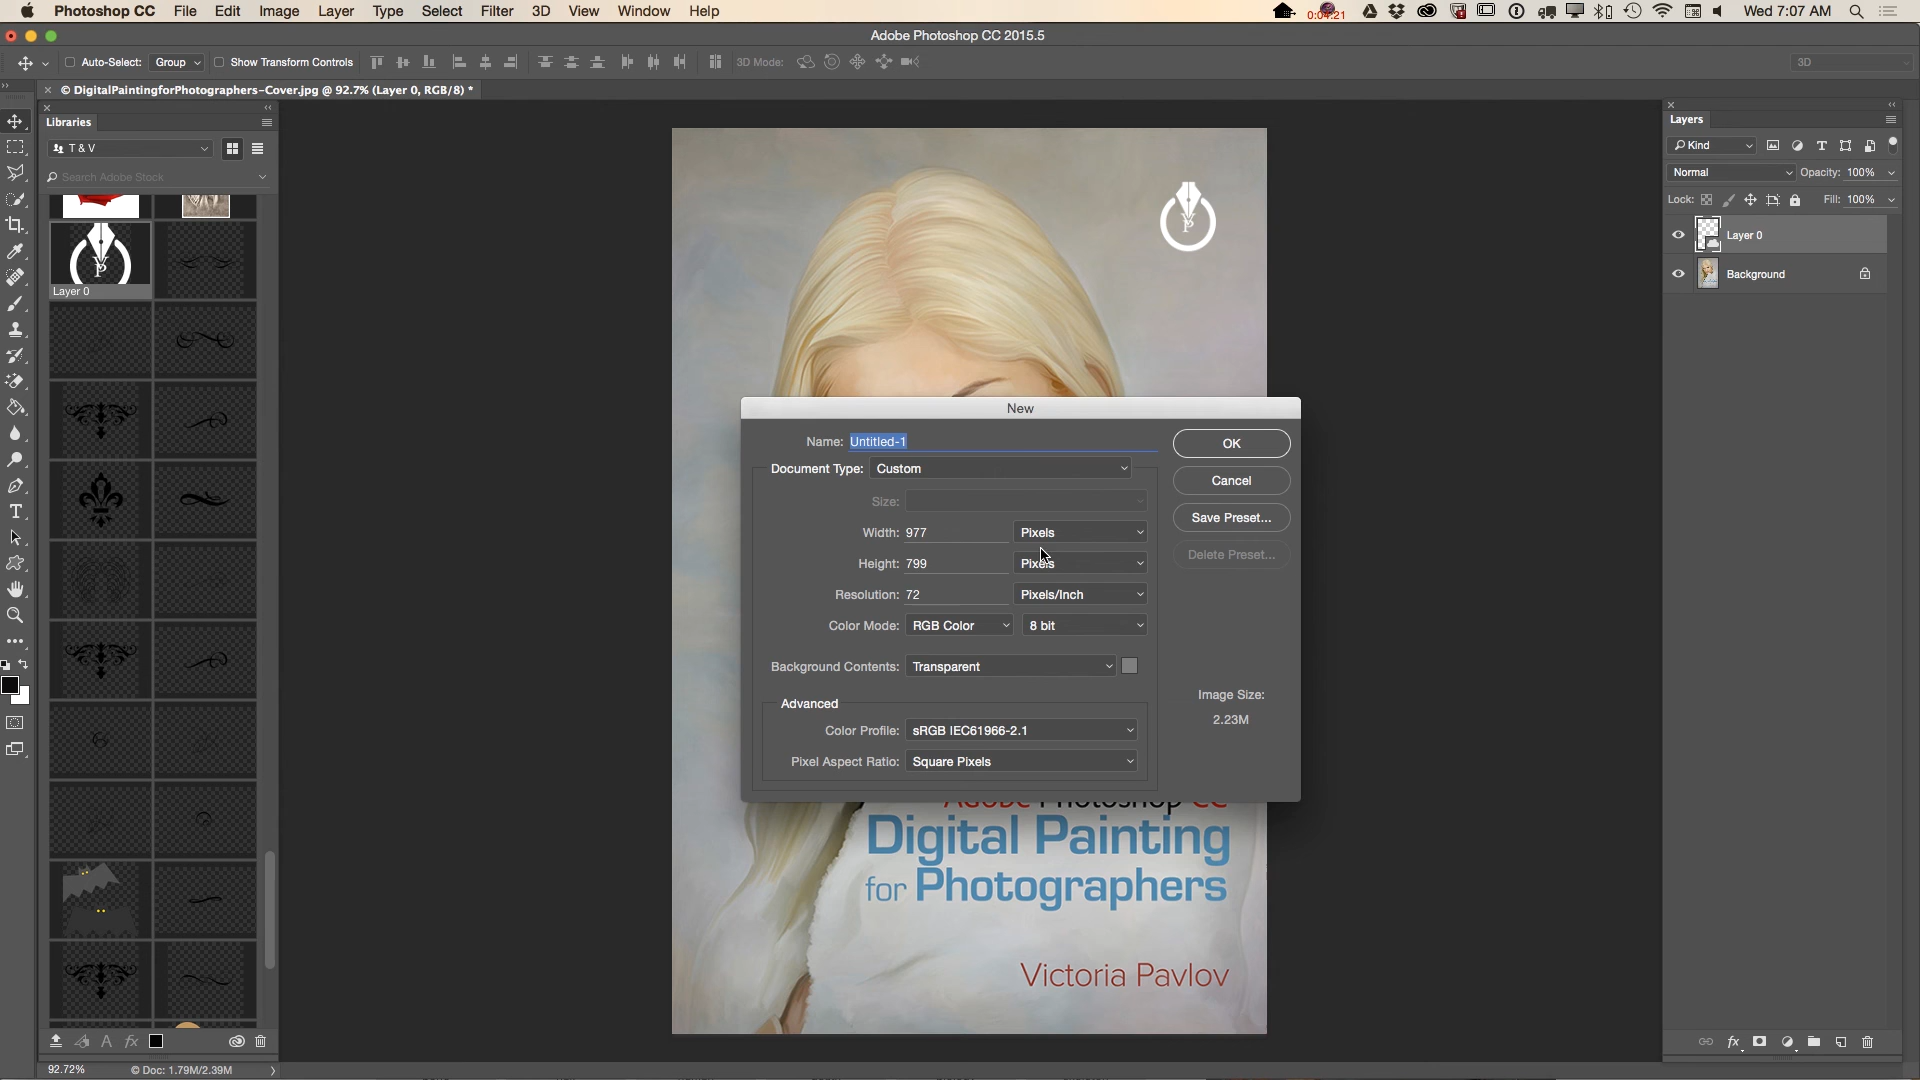 Photoshop CC File Edit Image Layer Type Select Filter 3D View Window Help 0:04:21 Wed 7:07 AM
Adobe Photoshop CC 2015.5
Auto-Select: Group Show Transform Controls 3D Mode: 3D
© DigitalPaintingforPhotographers-Cover.jpg @ 92.7% (Layer 0, RGB/8) *
Libraries
T & V
Search Adobe Stock
Layer 0
Layers
Kind
Normal Opacity: 100%
Lock: Fill: 100%
Layer 0
Background
New
Name: Untitled-1
OK
Document Type: Custom
Cancel
Size:
Save Preset...
Width: 977 Pixels
Delete Preset...
Height: 799 Pixels
Resolution: 72 Pixels/Inch
Color Mode: RGB Color 8 bit
Background Contents: Transparent
Image Size:
2.23M
Advanced
Color Profile: sRGB IEC61966-2.1
Pixel Aspect Ratio: Square Pixels
Adobe Photoshop CC
Digital Painting
for Photographers
Victoria Pavlov
92.72% © Doc: 1.79M/2.39M